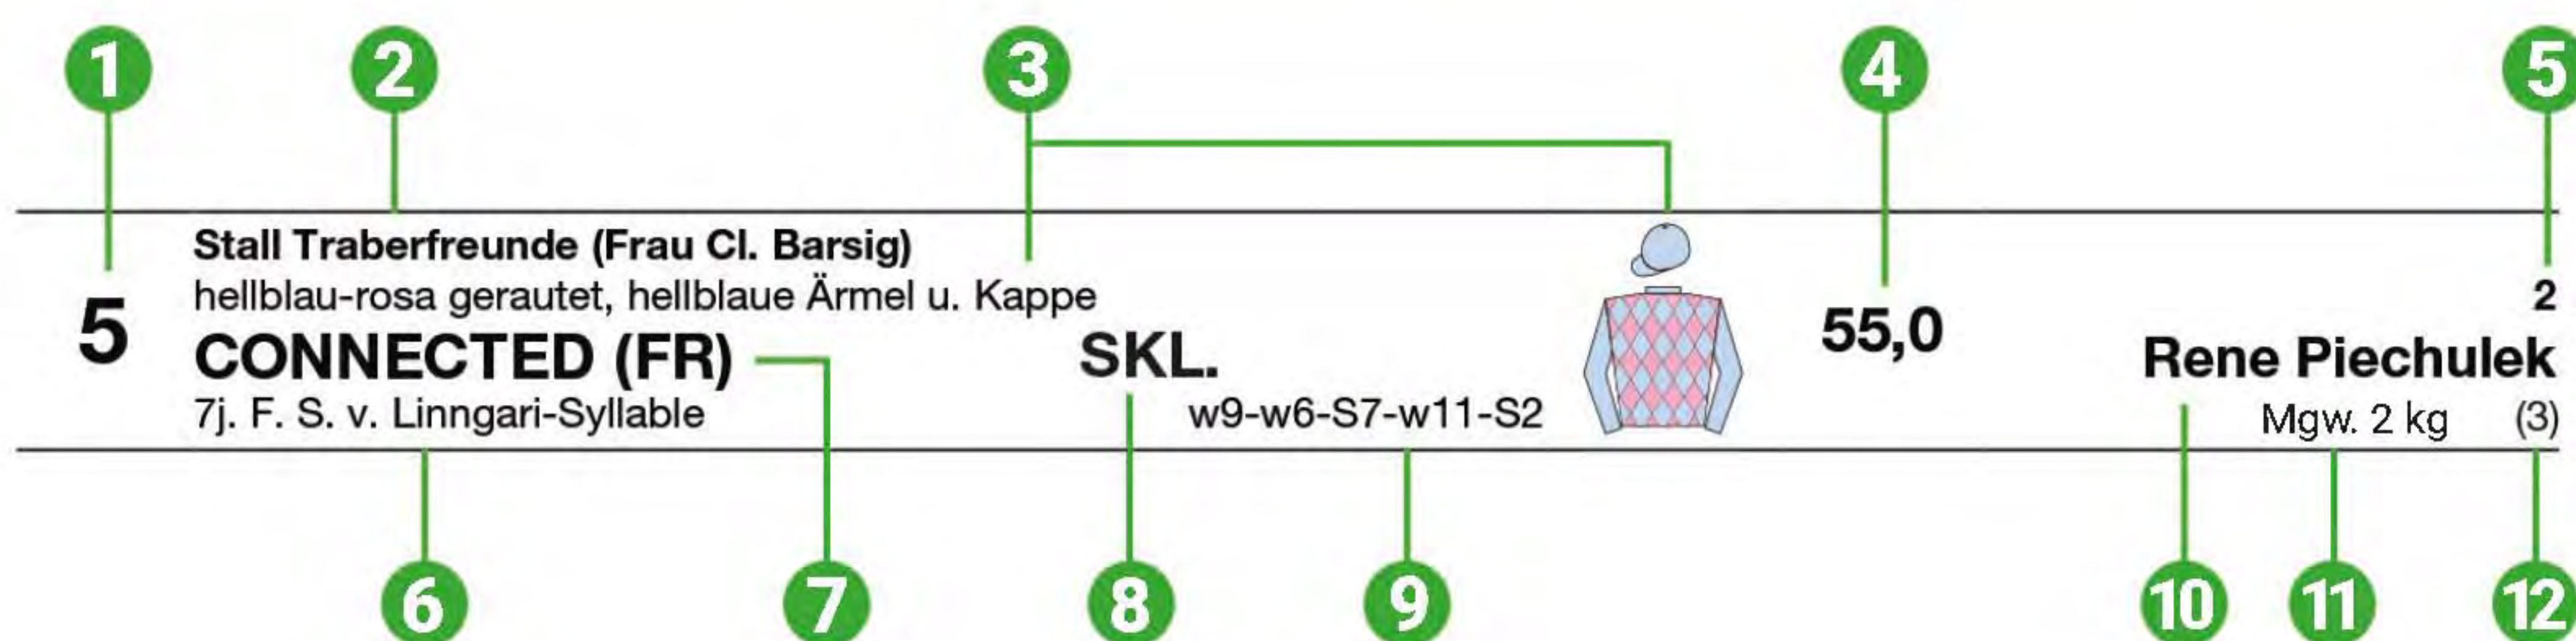 1 2 3 4 5
Stall Traberfreunde (Frau Cl. Barsig)
hellblau-rosa gerautet, hellblaue Ärmel u. Kappe
2
5 CONNECTED (FR) SKL. 55,0 Rene Piechulek
7j. F. S. v. Linngari-Syllable w9-w6-S7-w11-S2 Mgw. 2 kg (3)
6 7 8 9 10 11 12